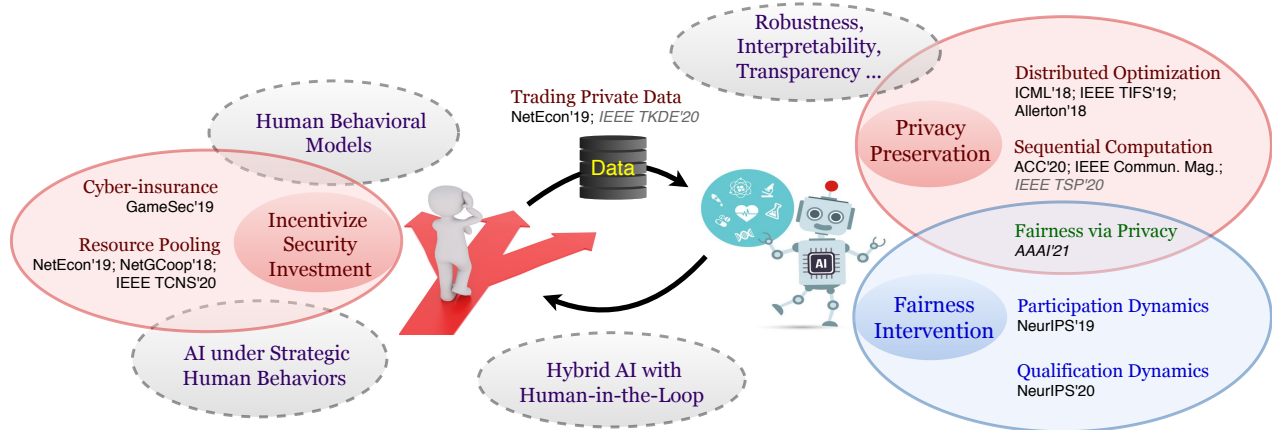 Robustness,
Interpretability,
Transparency ...
Human Behavioral
Models
Trading Private Data
NetEcon'19; IEEE TKDE'20
Data
Cyber-insurance
GameSec'19
Resource Pooling
NetEcon'19; NetGCoop'18;
IEEE TCNS'20
Incentivize
Security
Investment
AI under Strategic
Human Behaviors
Hybrid AI with
Human-in-the-Loop
AI
Privacy
Preservation
Distributed Optimization
ICML'18; IEEE TIFS'19;
Allerton'18
Sequential Computation
ACC'20; IEEE Commun. Mag.;
IEEE TSP'20
Fairness via Privacy
AAAI'21
Fairness
Intervention
Participation Dynamics
NeurIPS'19
Qualification Dynamics
NeurIPS'20